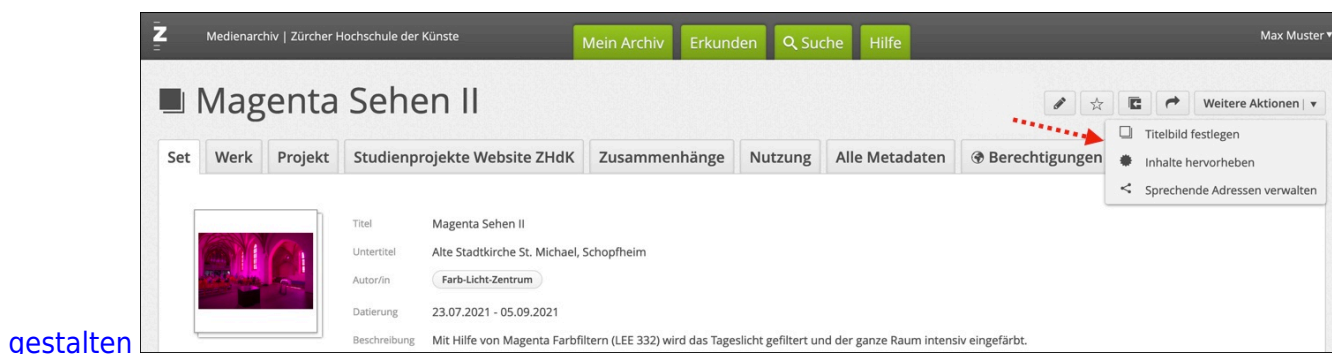 Z
Medienarchiv | Zürcher Hochschule der Künste
Mein Archiv
Erkunden
Suche
Hilfe
Max Muster
Magenta Sehen II
Weitere Aktionen
Titelbild festlegen
Inhalte hervorheben
Sprechende Adressen verwalten
Set
Werk
Projekt
Studienprojekte Website ZHdK
Zusammenhänge
Nutzung
Alle Metadaten
Berechtigungen
Titel Magenta Sehen II
Untertitel Alte Stadtkirche St. Michael, Schopfheim
Autor/in Farb-Licht-Zentrum
Datierung 23.07.2021 - 05.09.2021
Beschreibung Mit Hilfe von Magenta Farbfiltern (LEE 332) wird das Tageslicht gefiltert und der ganze Raum intensiv eingefärbt.
gestalten